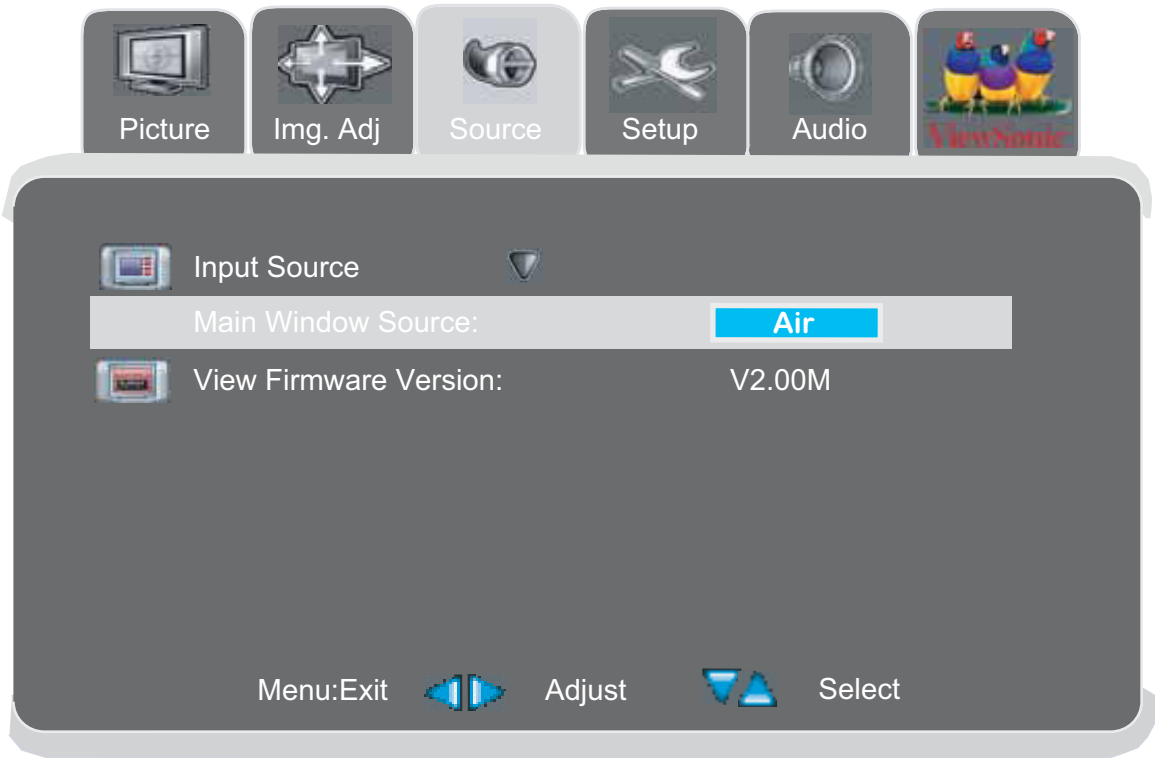 Picture Img. Adj Source Setup Audio ViewSonic
Input Source
Main Window Source: Air
View Firmware Version: V2.00M
Menu:Exit Adjust Select